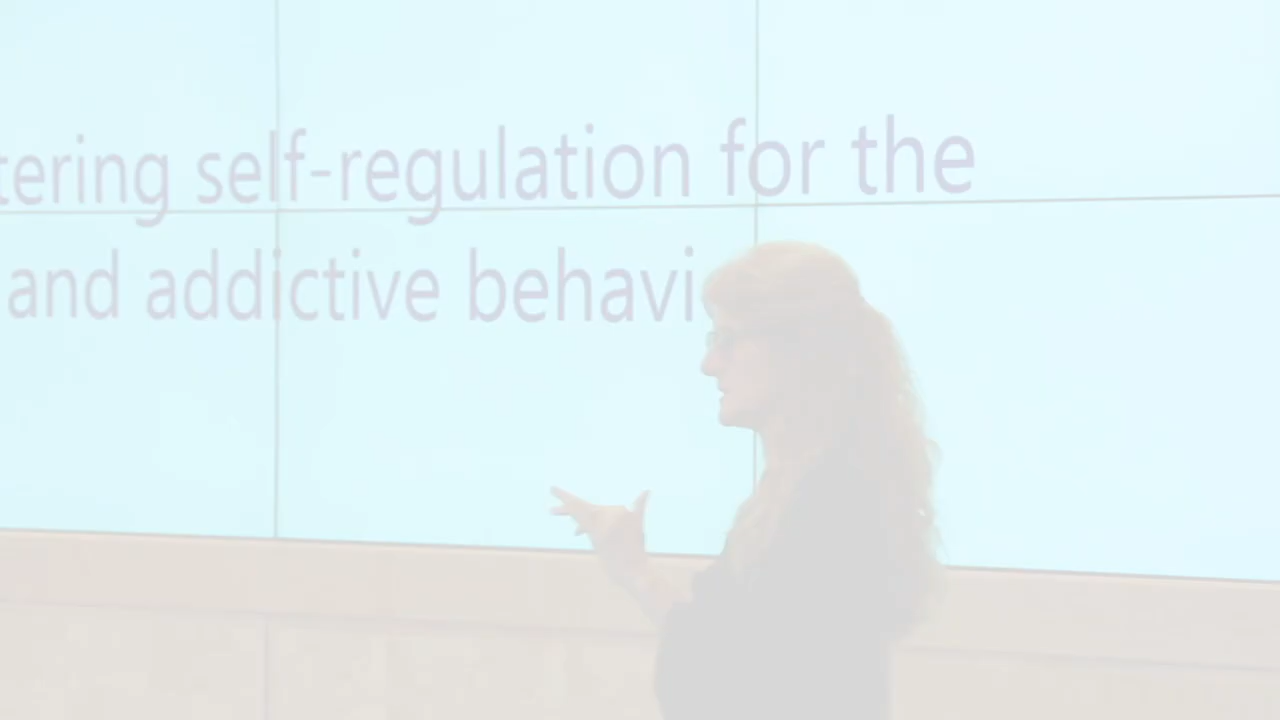 tering self-regulation for the
and addictive behavi